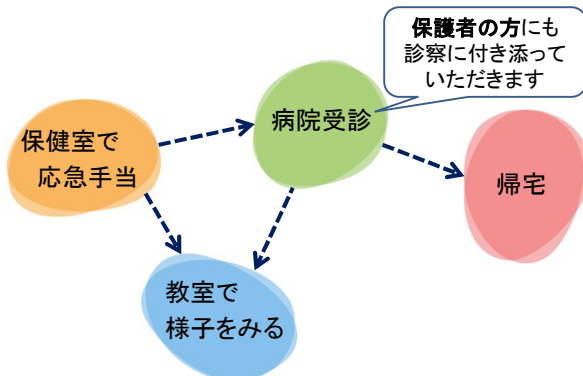 保護者の方にも
診察に付き添って
いただきます
病院受診
保健室で
応急手当
帰宅
教室で
様子をみる